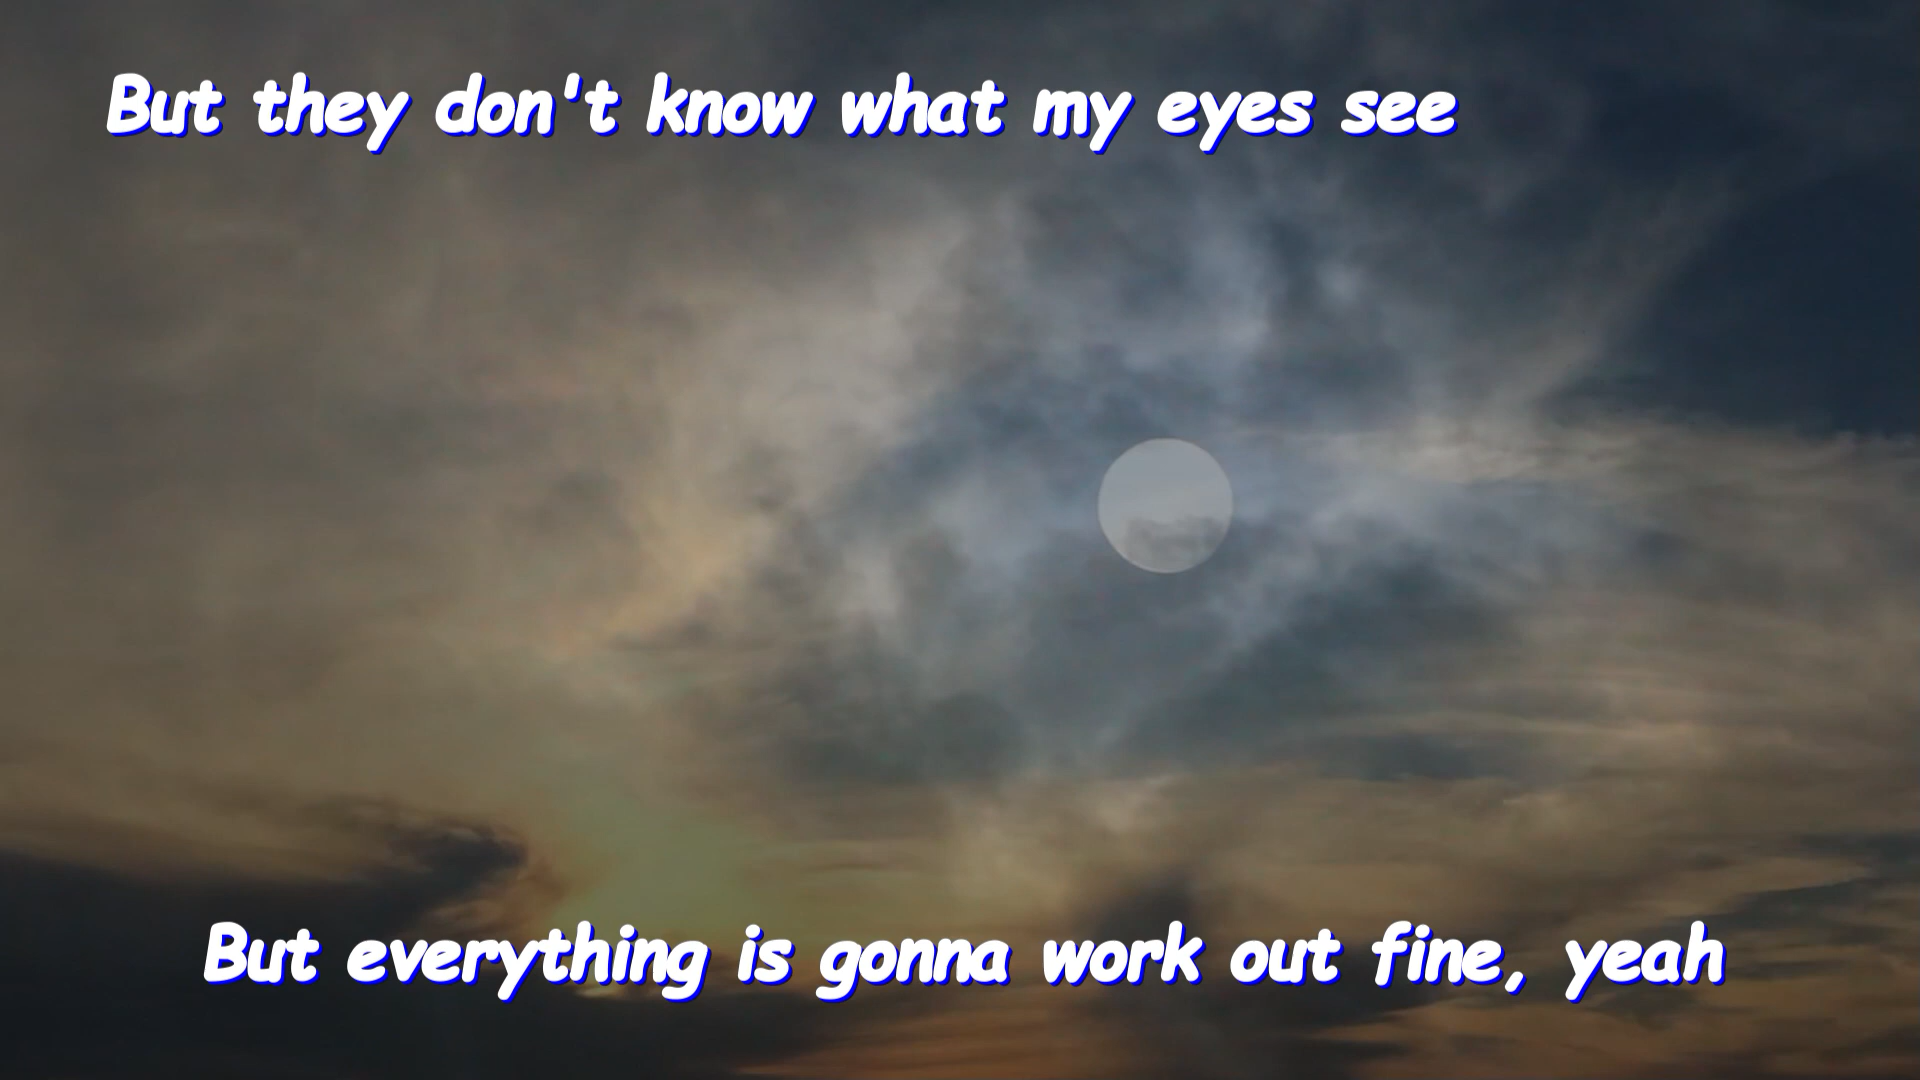 But they don't know what my eyes see
But everything is gonna work out fine, yeah